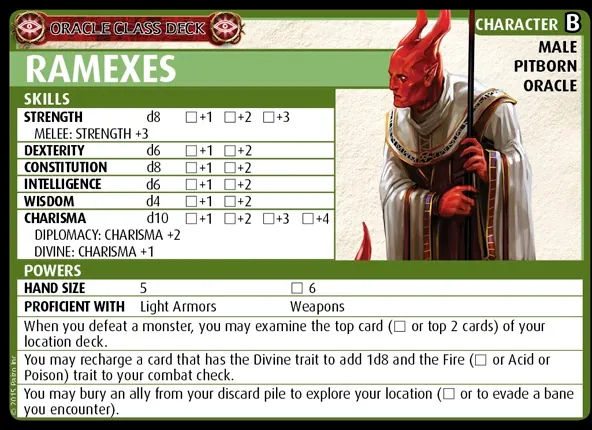 ORACLE CLASS DECK
CHARACTER B
RAMEXES
MALE
PITBORN
ORACLE
SKILLS
STRENGTH d8 ☐ +1 ☐ +2 ☐ +3
MELEE: STRENGTH +3
DEXTERITY d6 ☐ +1 ☐ +2
CONSTITUTION d8 ☐ +1 ☐ +2
INTELLIGENCE d6 ☐ +1 ☐ +2
WISDOM d4 ☐ +1 ☐ +2
CHARISMA d10 ☐ +1 ☐ +2 ☐ +3 ☐ +4
DIPLOMACY: CHARISMA +2
DIVINE: CHARISMA +1
POWERS
HAND SIZE 5 ☐ 6
PROFICIENT WITH Light Armors Weapons
When you defeat a monster, you may examine the top card (☐ or top 2 cards) of your
location deck.
You may recharge a card that has the Divine trait to add 1d8 and the Fire (☐ or Acid or
Poison) trait to your combat check.
You may bury an ally from your discard pile to explore your location (☐ or to evade a bane
you encounter).
© 2015 Paizo Inc.